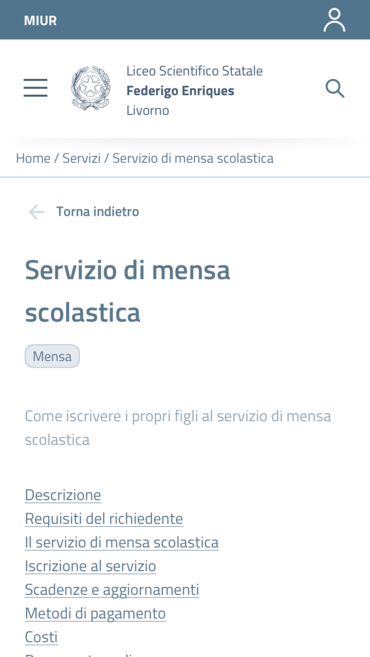 MIUR
Liceo Scientifico Statale
Federigo Enriques
Livorno
Home / Servizi / Servizio di mensa scolastica
Torna indietro
Servizio di mensa
scolastica
Mensa
Come iscrivere i propri figli al servizio di mensa
scolastica
Descrizione
Requisiti del richiedente
Il servizio di mensa scolastica
Iscrizione al servizio
Scadenze e aggiornamenti
Metodi di pagamento
Costi